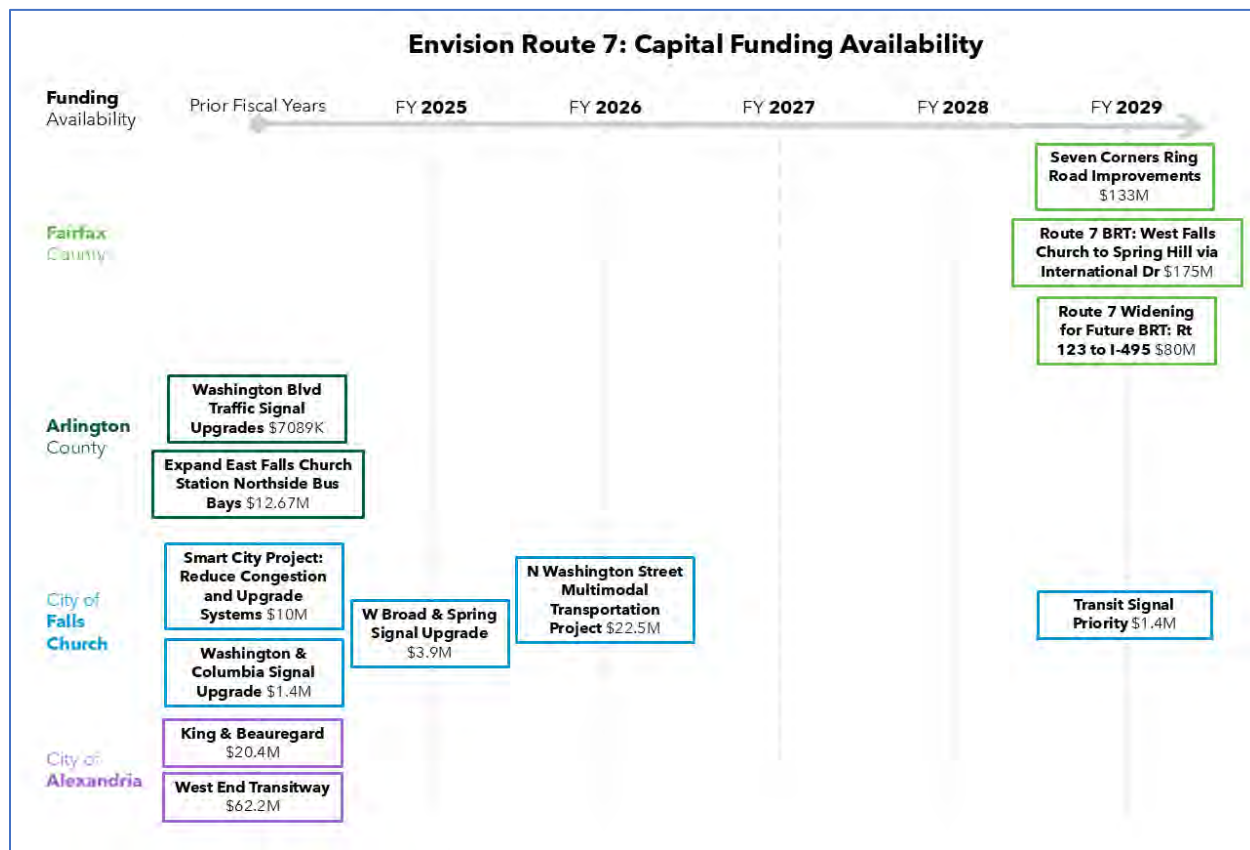 Envision Route 7: Capital Funding Availability
Funding
Availability
Prior Fiscal Years
FY 2025
FY 2026
FY 2027
FY 2028
FY 2029
Fairfax
County
Seven Corners Ring
Road Improvements
$133M
Route 7 BRT: West Falls
Church to Spring Hill via
International Dr $175M
Route 7 Widening
for Future BRT: Rt
123 to I-495 $80M
Arlington
County
Washington Blvd
Traffic Signal
Upgrades $7089K
Expand East Falls Church
Station Northside Bus
Bays $12.67M
City of
Falls
Church
Smart City Project:
Reduce Congestion
and Upgrade
Systems $10M
Washington &
Columbia Signal
Upgrade $1.4M
W Broad & Spring
Signal Upgrade
$3.9M
N Washington Street
Multimodal
Transportation
Project $22.5M
Transit Signal
Priority $1.4M
City of
Alexandria
King & Beauregard
$20.4M
West End Transitway
$62.2M